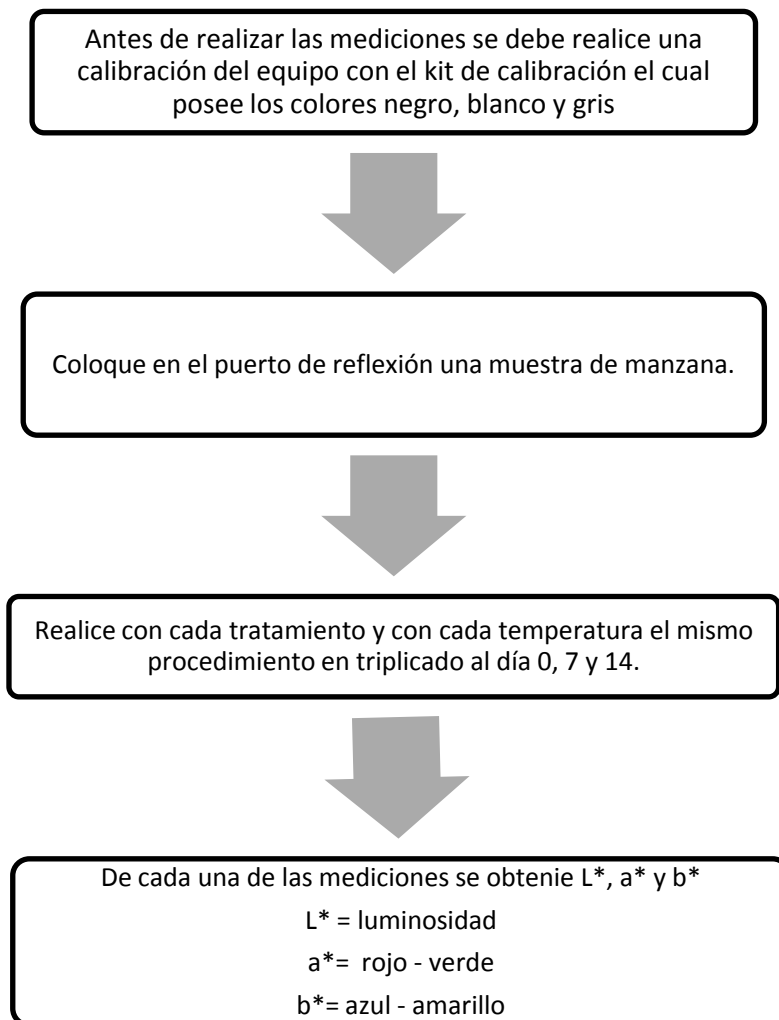 Antes de realizar las mediciones se debe realice una
calibración del equipo con el kit de calibración el cual
posee los colores negro, blanco y gris
Coloque en el puerto de reflexión una muestra de manzana.
Realice con cada tratamiento y con cada temperatura el mismo
procedimiento en triplicado al día 0, 7 y 14.
De cada una de las mediciones se obtenie L*, a* y b*
L* = luminosidad
a*= rojo - verde
b*= azul - amarillo